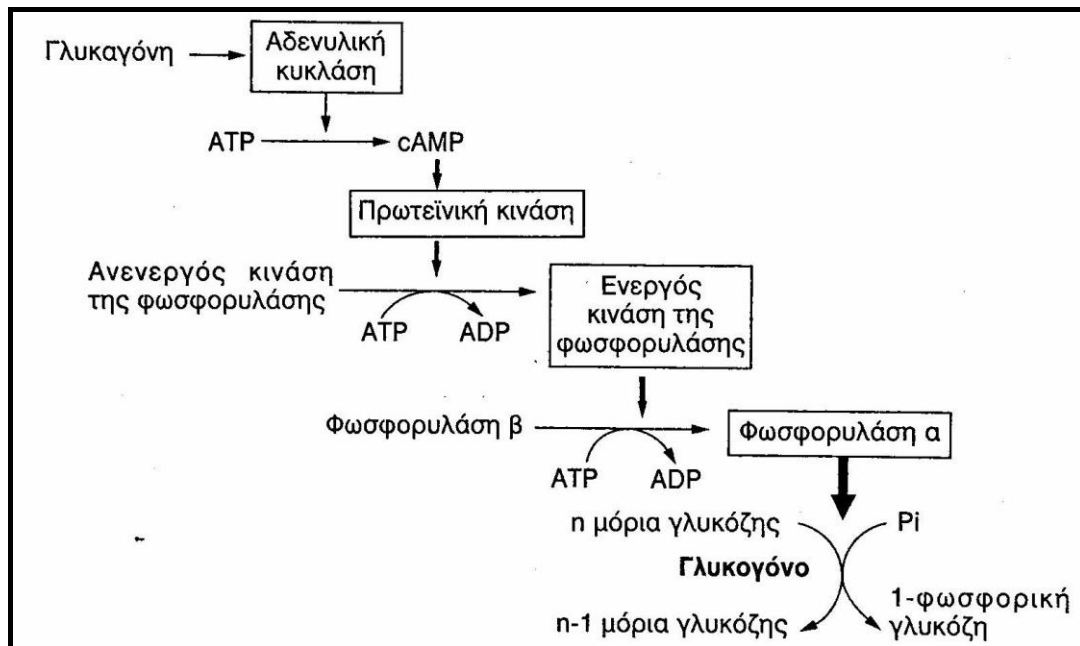 Γλυκαγόνη
Αδενυλική
κυκλάση
ATP
cAMP
Πρωτεϊνική κινάση
Ανενεργός κινάση
της φωσφορυλάσης
ATP
ADP
Ενεργός
κινάση της
φωσφορυλάσης
Φωσφορυλάση β
ATP
ADP
Φωσφορυλάση α
n μόρια γλυκόζης
Pi
Γλυκογόνο
n-1 μόρια γλυκόζης
1-φωσφορική
γλυκόζη